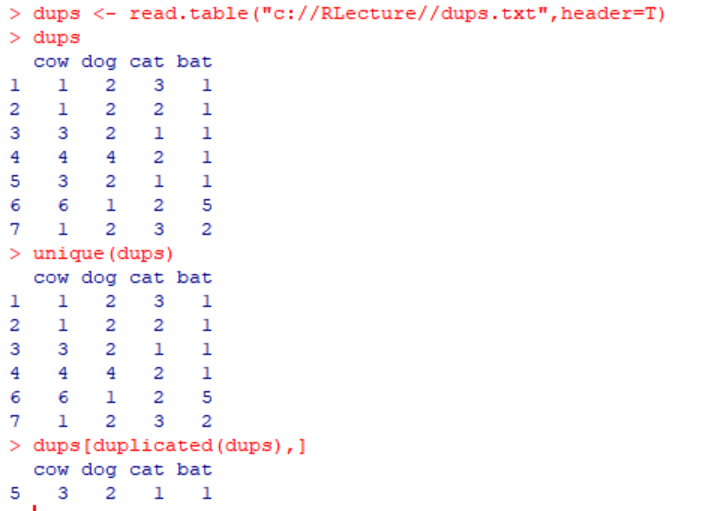 > dups <- read.table("c://RLecture//dups.txt",header=T)
> dups
  cow dog cat bat
1   1   2   3   1
2   1   2   2   1
3   3   2   1   1
4   4   4   2   1
5   3   2   1   1
6   6   1   2   5
7   1   2   3   2
> unique(dups)
  cow dog cat bat
1   1   2   3   1
2   1   2   2   1
3   3   2   1   1
4   4   4   2   1
6   6   1   2   5
7   1   2   3   2
> dups[duplicated(dups),]
  cow dog cat bat
5   3   2   1   1